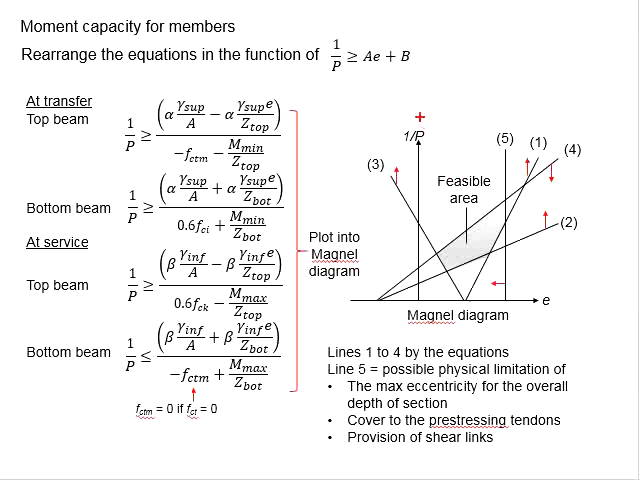 Moment capacity for members
Rearrange the equations in the function of 1/P ≥ Ae + B
At transfer
Top beam
1/P ≥ (α γsup/A − α γsup e/Ztop) / (−fctm − Mmin/Ztop)
Bottom beam
1/P ≥ (α γsup/A + α γsup e/Zbot) / (0.6fci + Mmin/Zbot)
At service
Top beam
1/P ≥ (β γinf/A − β γinf e/Ztop) / (0.6fck − Mmax/Ztop)
Bottom beam
1/P ≤ (β γinf/A + β γinf e/Zbot) / (−fctm + Mmax/Zbot)
fctm = 0 if fct = 0
Plot into
Magnel
diagram
+
1/P
(3)
(5)
(1)
(4)
(2)
Feasible
area
e
Magnel diagram
Lines 1 to 4 by the equations
Line 5 = possible physical limitation of
• The max eccentricity for the overall
depth of section
• Cover to the prestressing tendons
• Provision of shear links